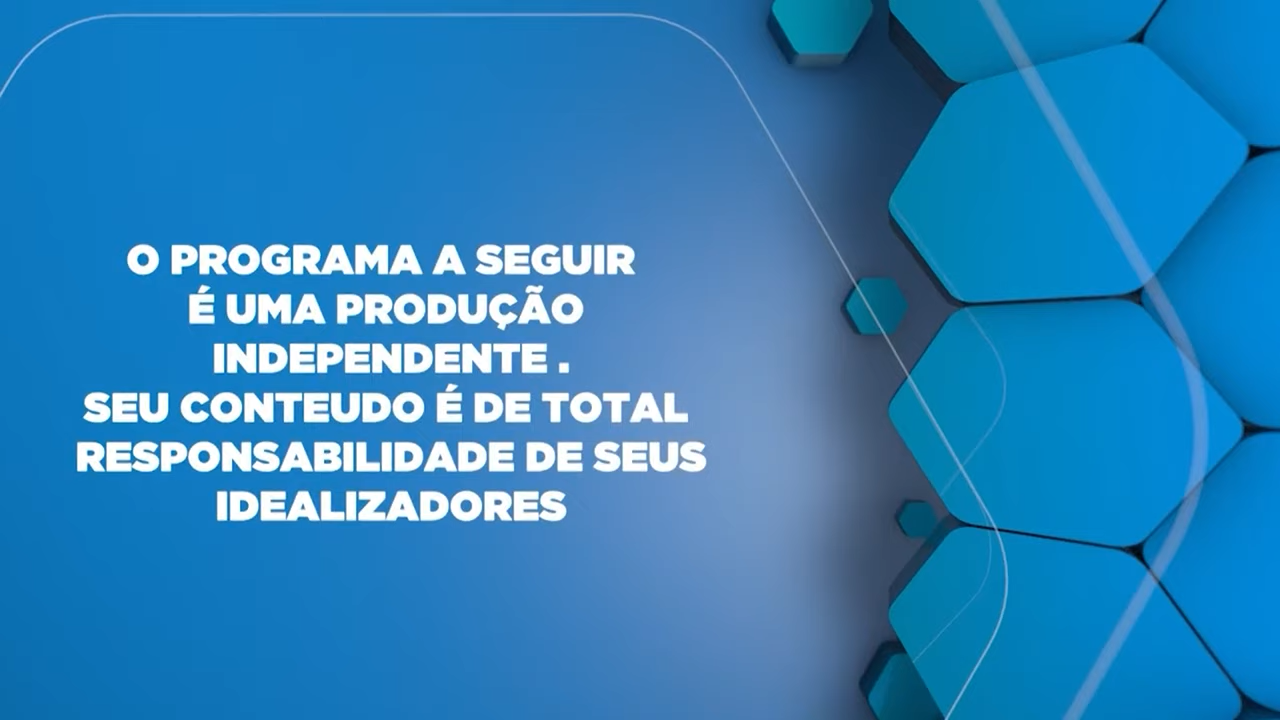 O PROGRAMA A SEGUIR
É UMA PRODUÇÃO
INDEPENDENTE .
SEU CONTEUDO É DE TOTAL
RESPONSABILIDADE DE SEUS
IDEALIZADORES